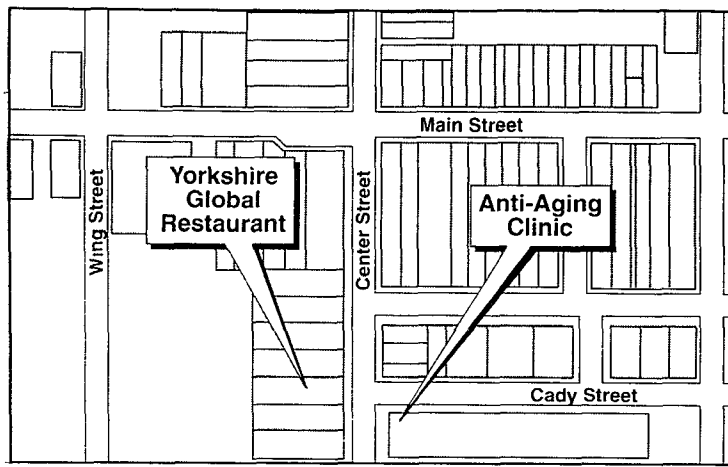 Main Street
Yorkshire
Global
Restaurant
Wing Street
Center Street
Anti-Aging
Clinic
Cady Street